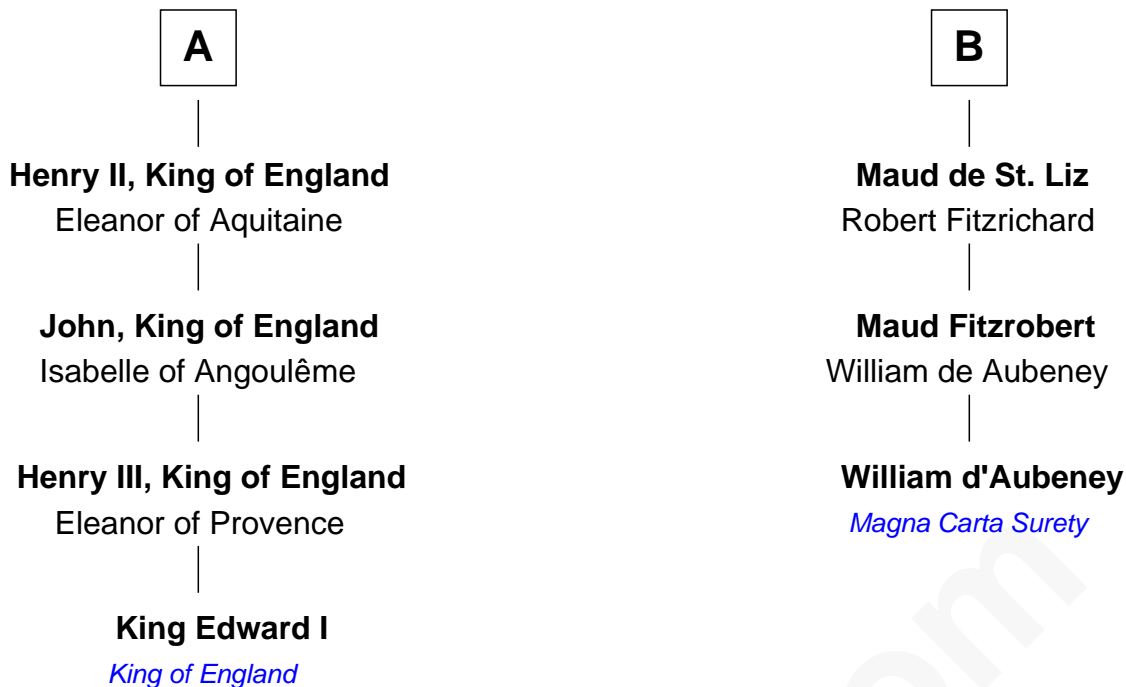 A
Henry II, King of England
Eleanor of Aquitaine
John, King of England
Isabelle of Angoulême
Henry III, King of England
Eleanor of Provence
King Edward I
King of England
B
Maud de St. Liz
Robert Fitzrichard
Maud Fitzrobert
William de Aubeney
William d'Aubeney
Magna Carta Surety
om